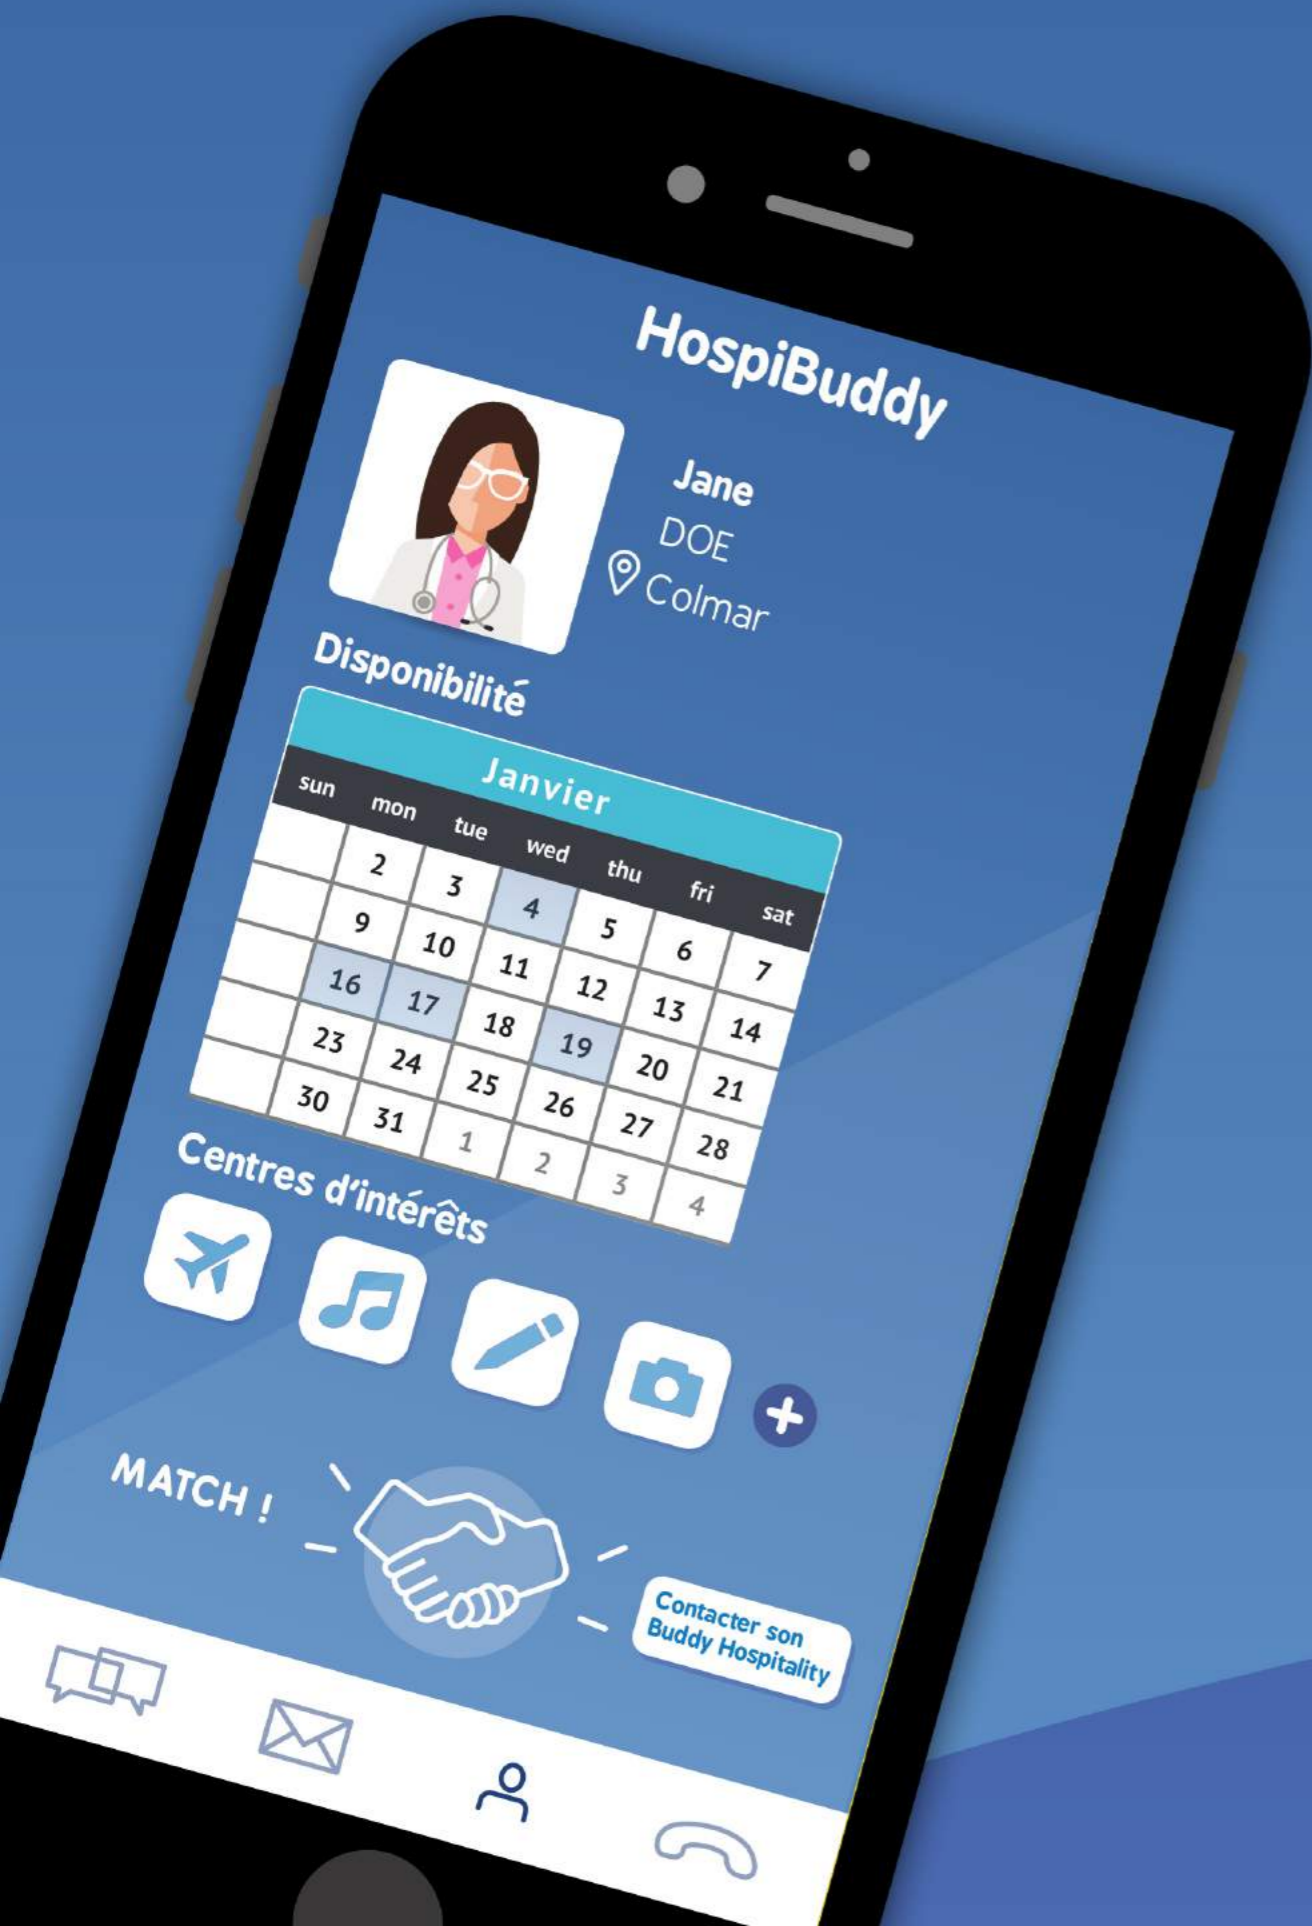 HospiBuddy
Jane
DOE
Colmar
Disponibilité
Janvier
sun mon tue wed thu fri sat
2 3 4 5 6 7
9 10 11 12 13 14
16 17 18 19 20 21
23 24 25 26 27 28
30 31 1 2 3 4
Centres d'intérêts
MATCH !
Contacter son
Buddy Hospitality